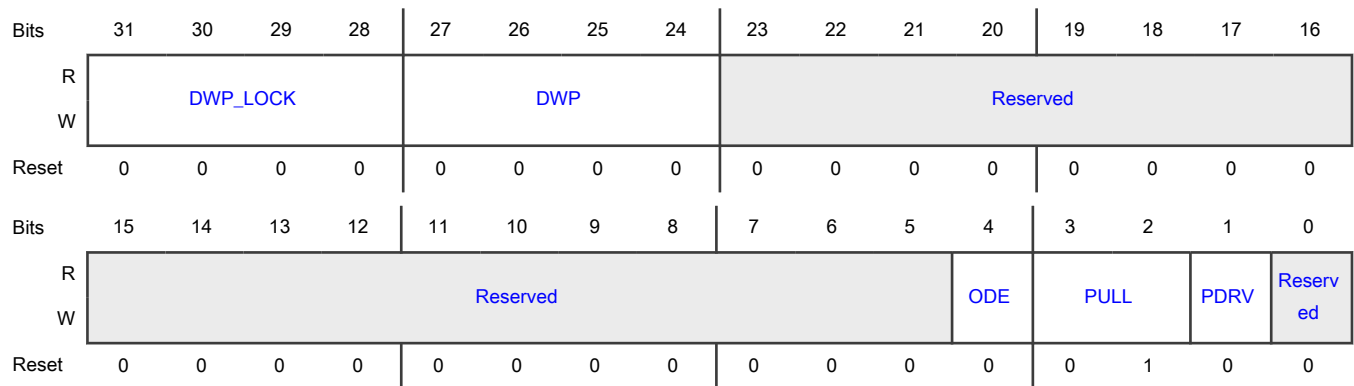 Bits 31 30 29 28 27 26 25 24 23 22 21 20 19 18 17 16
R
DWP_LOCK DWP Reserved
W
Reset 0 0 0 0 0 0 0 0 0 0 0 0 0 0 0 0
Bits 15 14 13 12 11 10 9 8 7 6 5 4 3 2 1 0
R
Reserved ODE PULL PDRV Reserv
ed
W
Reset 0 0 0 0 0 0 0 0 0 0 0 0 0 1 0 0